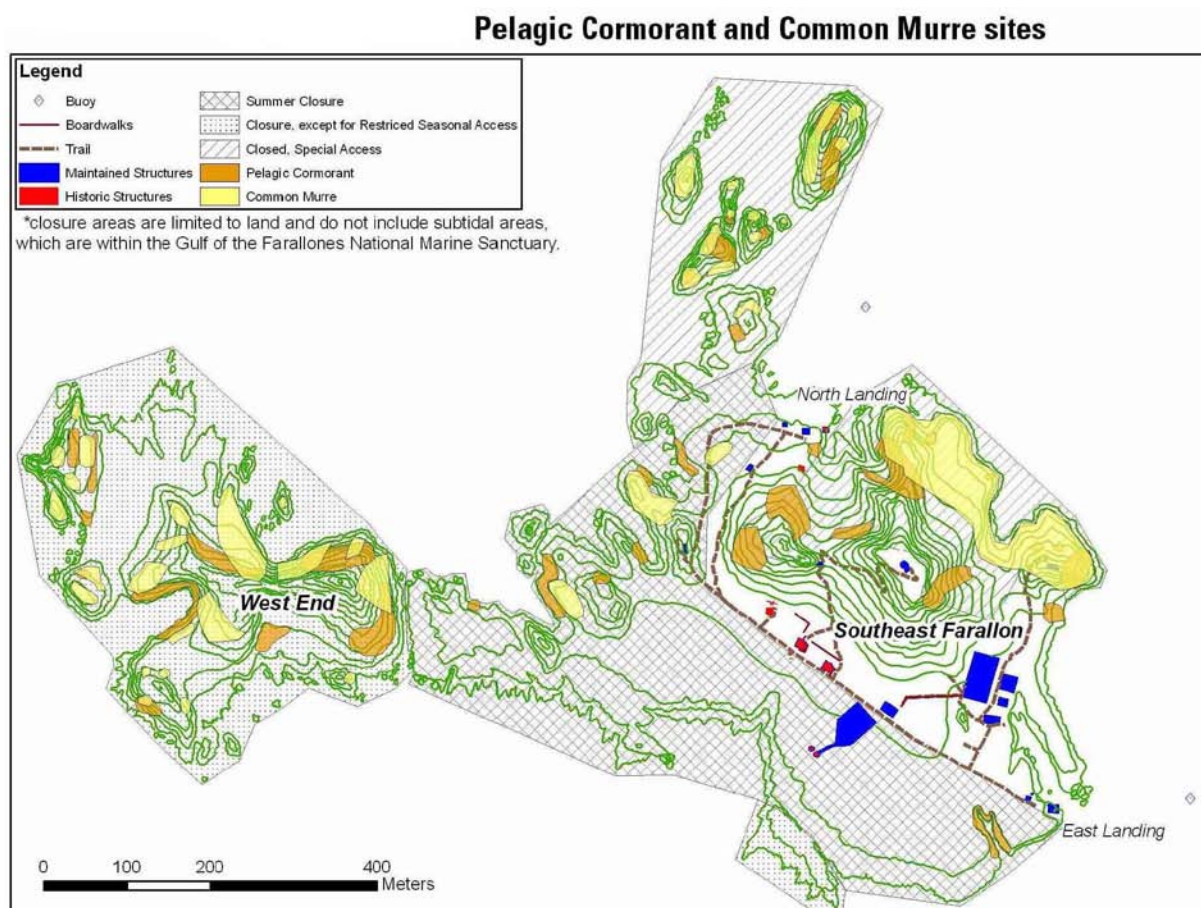 Pelagic Cormorant and Common Murre sites
Legend
Buoy
Boardwalks
Trail
Maintained Structures
Historic Structures
Summer Closure
Closure, except for Restriced Seasonal Access
Closed, Special Access
Pelagic Cormorant
Common Murre
*closure areas are limited to land and do not include subtidal areas,
which are within the Gulf of the Farallones National Marine Sanctuary.
North Landing
West End
Southeast Farallon
East Landing
0 100 200 400
Meters